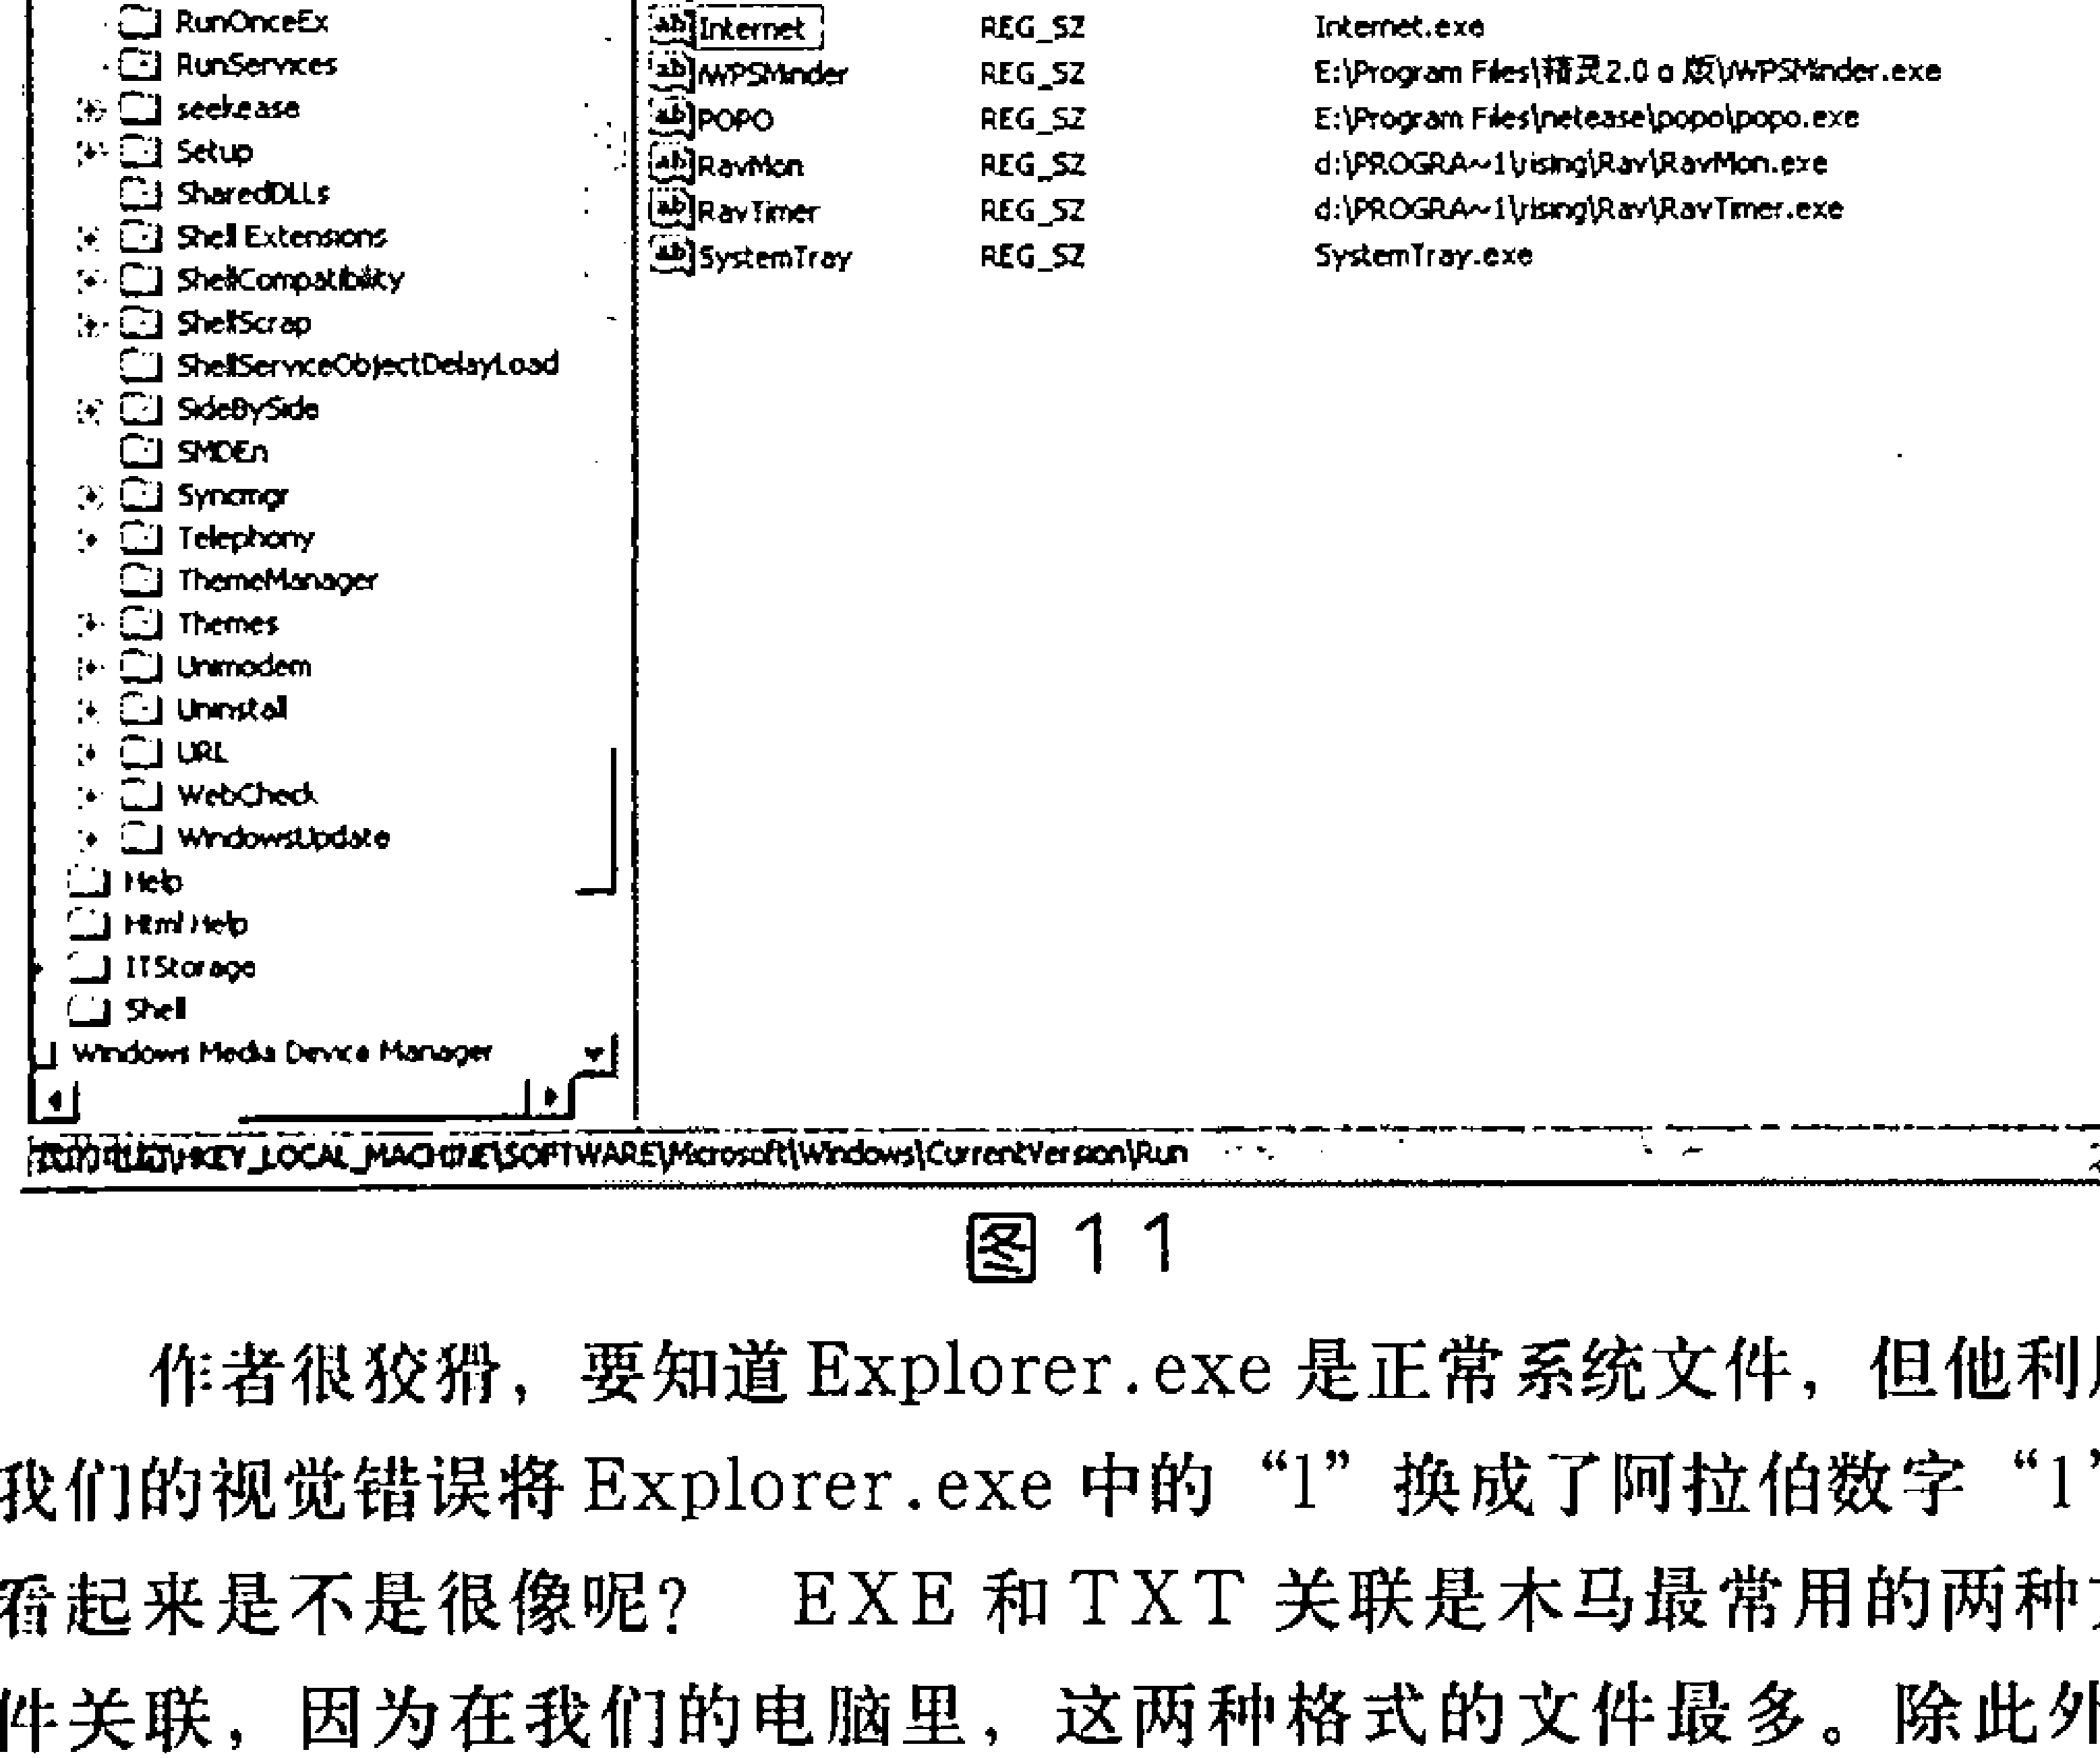 RunOnceEx
RunServices
seekease
Setup
SharedDLLs
Shell Extensions
ShellCompatibility
ShellScrap
ShellServiceObjectDelayLoad
SideBySide
SMDEn
Syncmgr
Telephony
ThemeManager
Themes
Unimodem
Uninstall
URL
WebCheck
WindowsUpdate
Help
Html Help
ITStorage
Shell
Windows Media Device Manager
Internet REG_SZ Internet.exe
WPSMinder REG_SZ E:\Program Files\精灵2.0 α 版\WPSMinder.exe
POPO REG_SZ E:\Program Files\netease\popo\popo.exe
RavMon REG_SZ d:\PROGRA~1\rising\Rav\RavMon.exe
RavTimer REG_SZ d:\PROGRA~1\rising\Rav\RavTimer.exe
SystemTray REG_SZ SystemTray.exe
\HKEY_LOCAL_MACHINE\SOFTWARE\Microsoft\Windows\CurrentVersion\Run
图 11
作者很狡猾，要知道 Explorer.exe 是正常系统文件，但他利用
我们的视觉错误将 Explorer.exe 中的“l”换成了阿拉伯数字“1”
看起来是不是很像呢？ EXE 和 TXT 关联是木马最常用的两种文
件关联，因为在我们的电脑里，这两种格式的文件最多。除此外